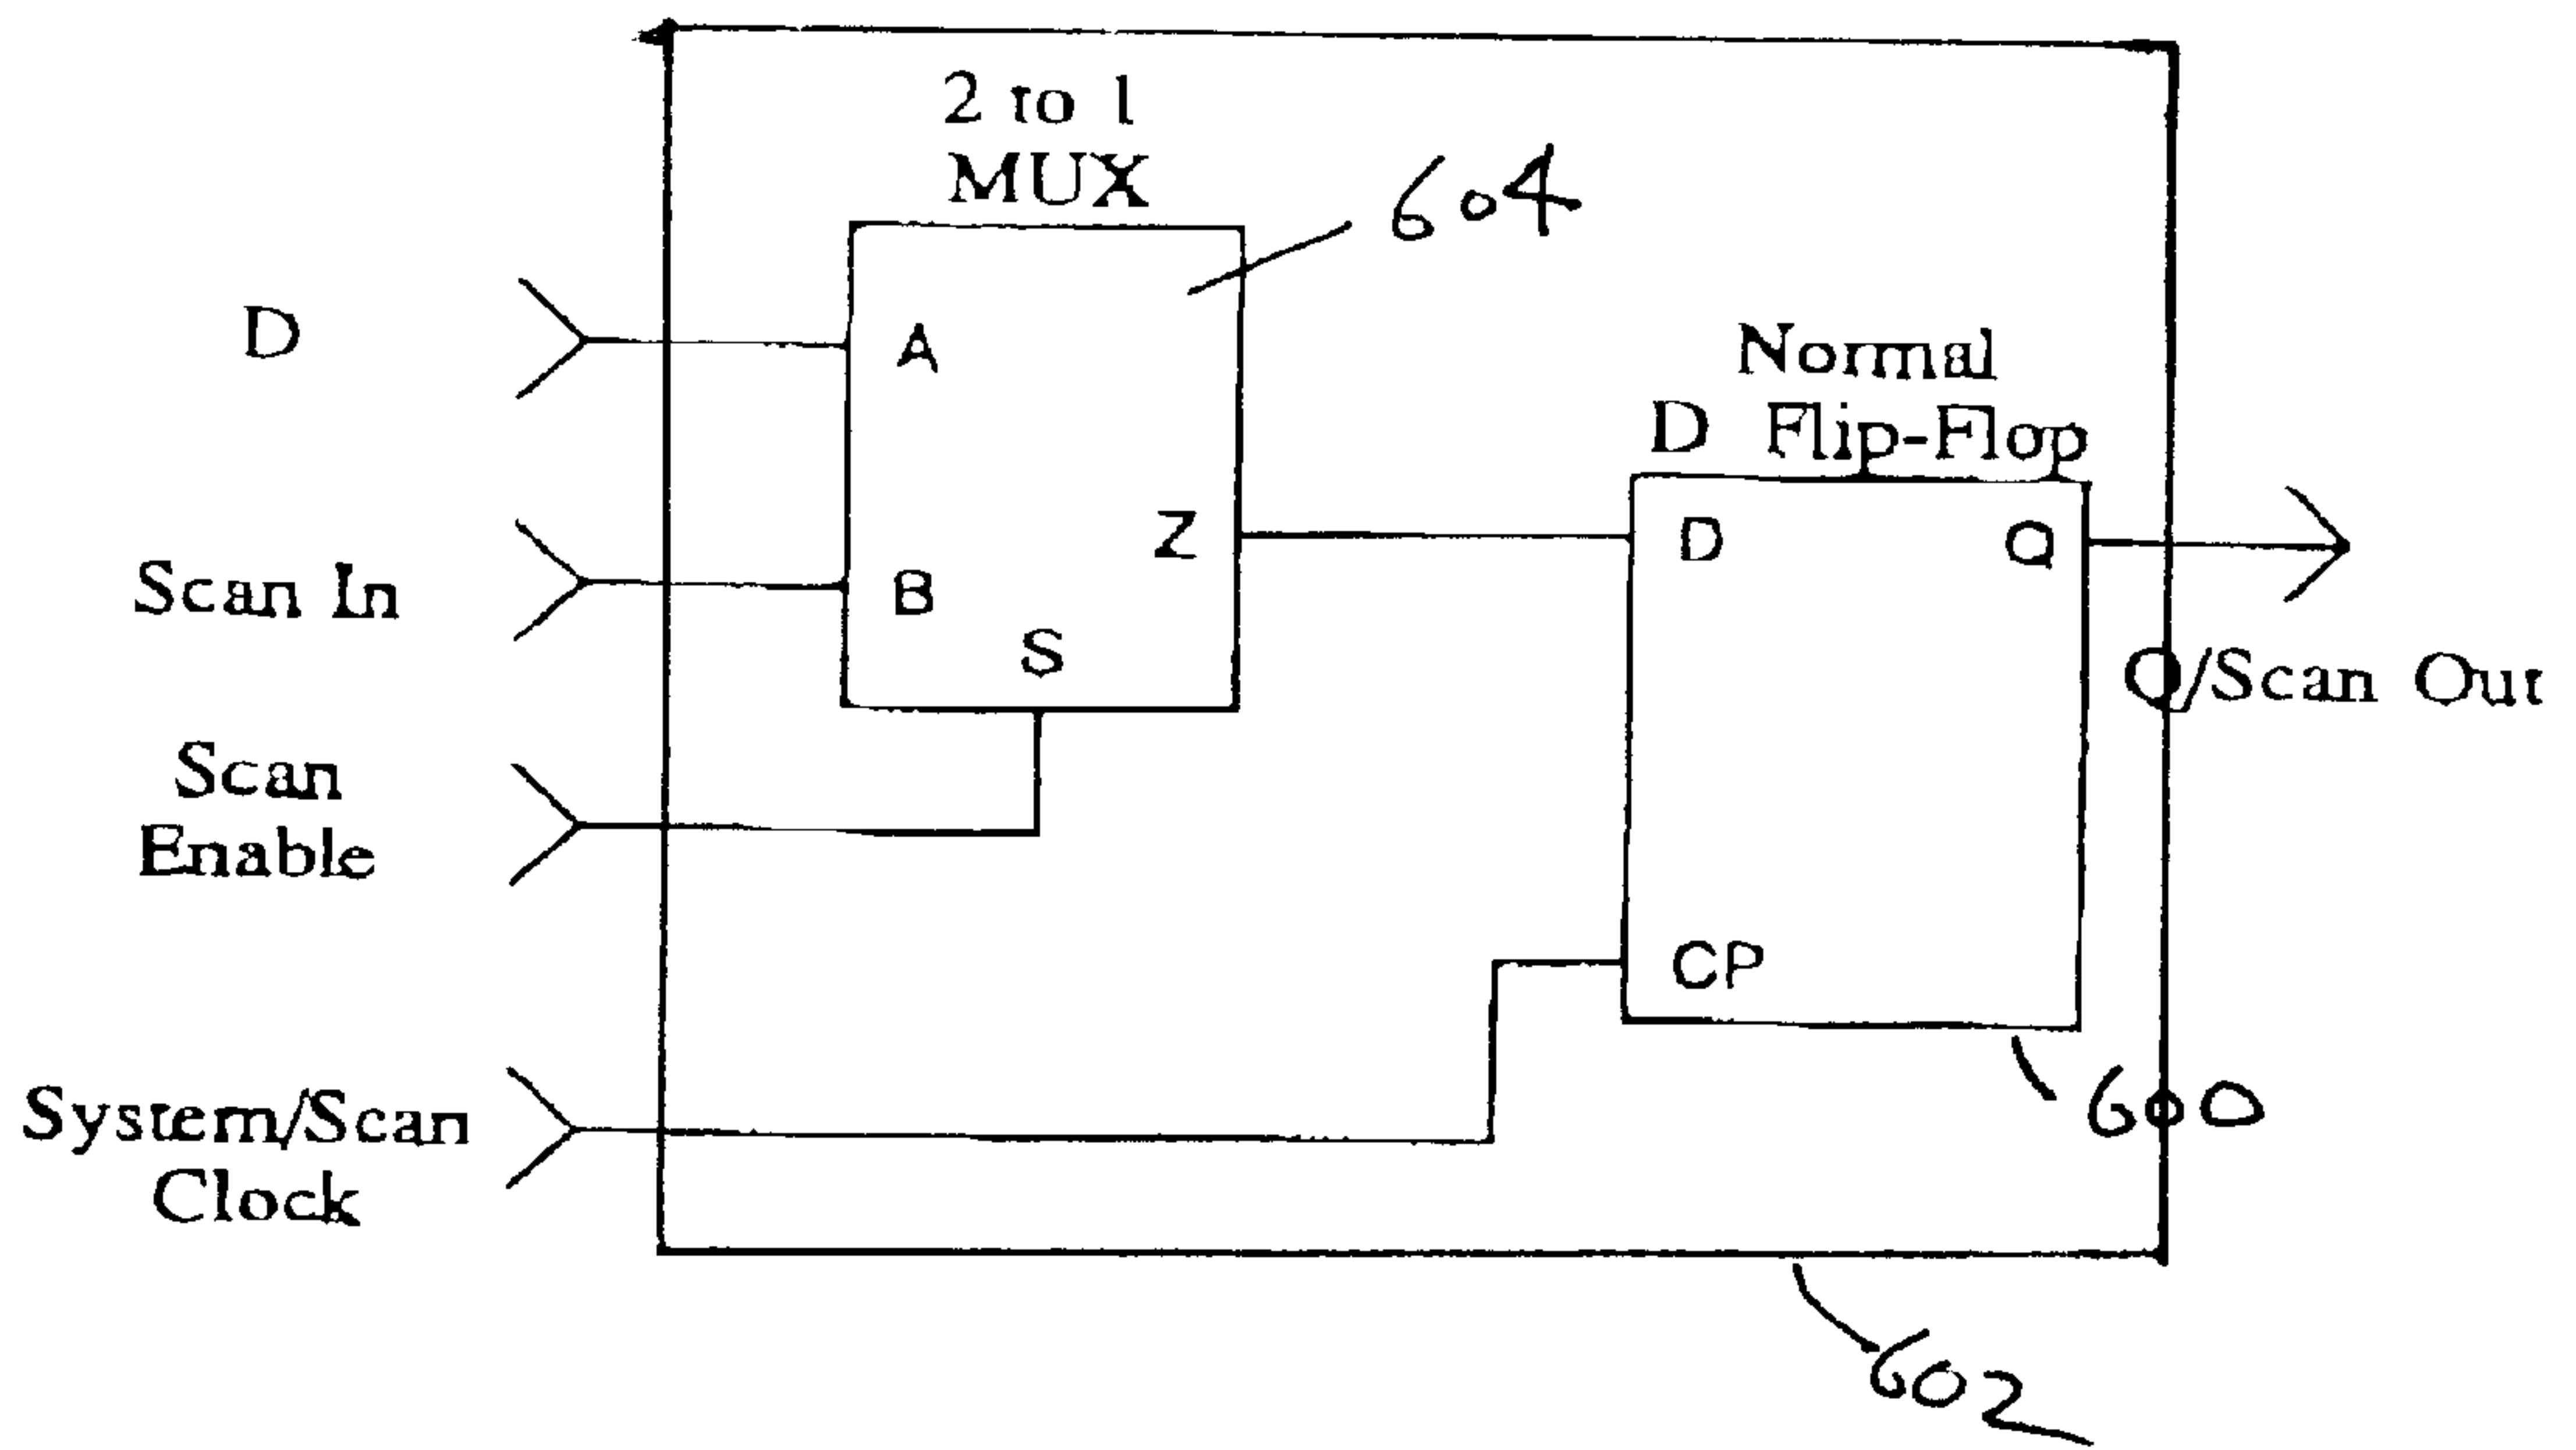 2 to 1
MUX
604
D
A
Normal
D Flip-Flop
Z
D
Q
Scan In
B
S
Q/Scan Out
Scan
Enable
CP
System/Scan
Clock
600
602